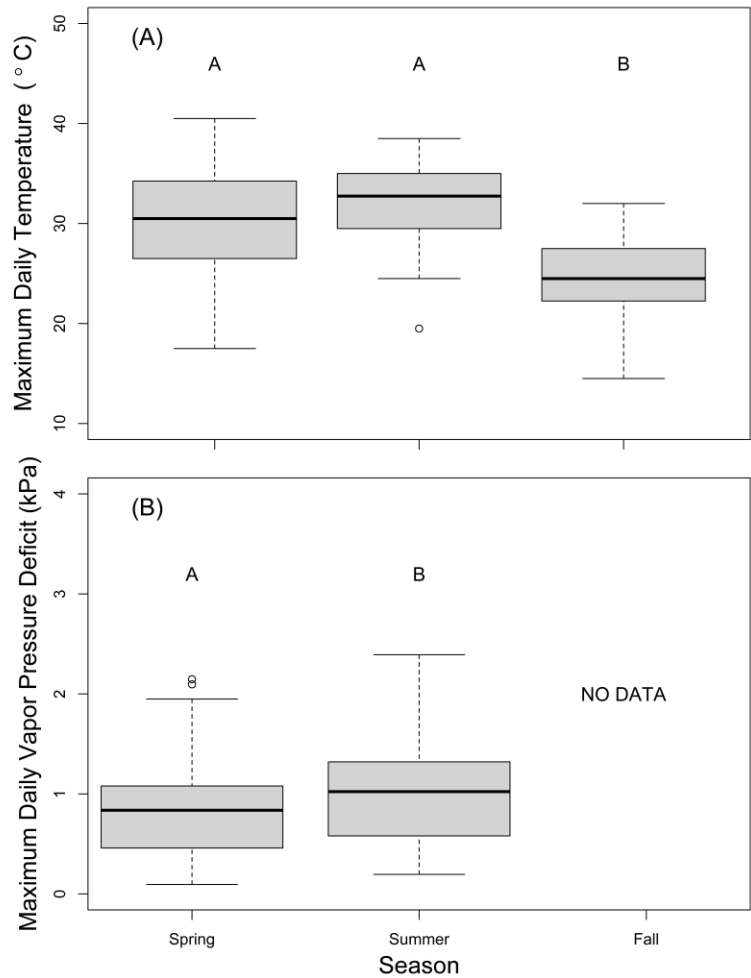 (A)
A A B
Maximum Daily Temperature ( ° C)
50
40
30
20
10
(B)
A B
NO DATA
Maximum Daily Vapor Pressure Deficit (kPa)
4
3
2
1
0
Spring Summer Fall
Season